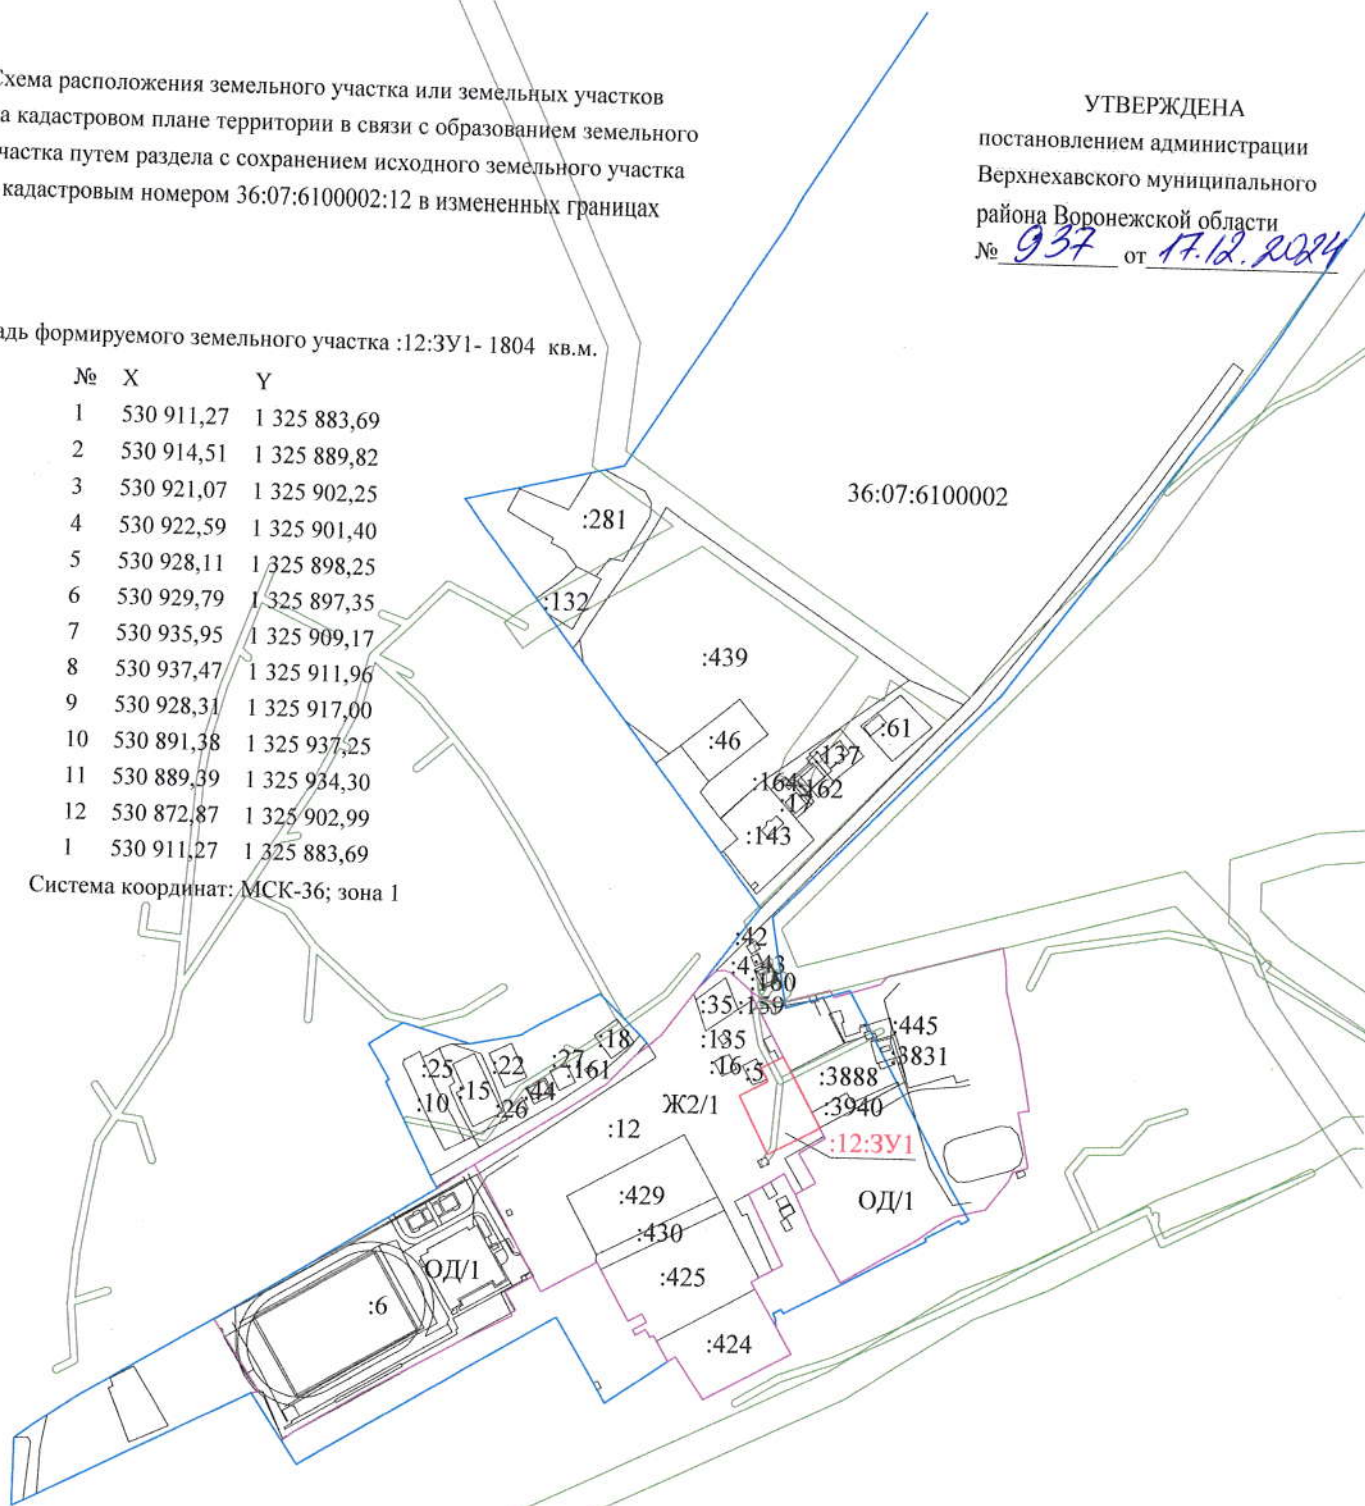 Схема расположения земельного участка или земельных участков
а кадастровом плане территории в связи с образованием земельного
частка путем раздела с сохранением исходного земельного участка
кадастровым номером 36:07:6100002:12 в измененных границах
УТВЕРЖДЕНА
постановлением администрации
Верхнехавского муниципального
района Воронежской области
№ 937 от 17.12.2024
адь формируемого земельного участка :12:ЗУ1- 1804 кв.м.
№ X Y
1 530 911,27 1 325 883,69
2 530 914,51 1 325 889,82
3 530 921,07 1 325 902,25
4 530 922,59 1 325 901,40
5 530 928,11 1 325 898,25
6 530 929,79 1 325 897,35
7 530 935,95 1 325 909,17
8 530 937,47 1 325 911,96
9 530 928,31 1 325 917,00
10 530 891,38 1 325 937,25
11 530 889,39 1 325 934,30
12 530 872,87 1 325 902,99
1 530 911,27 1 325 883,69
Система координат: МСК-36; зона 1
36:07:6100002
:281
:132
:439
:46
:61
:137
:164
:162
:17
:143
:42
:43
:4
:160
:35
:159
:135
:16
:5
:445
:3831
:3888
:3940
:12:ЗУ1
:18
:27
:161
:22
:25
:15
:44
:10
:26
Ж2/1
:12
:429
:430
:425
:424
ОД/1
ОД/1
:6